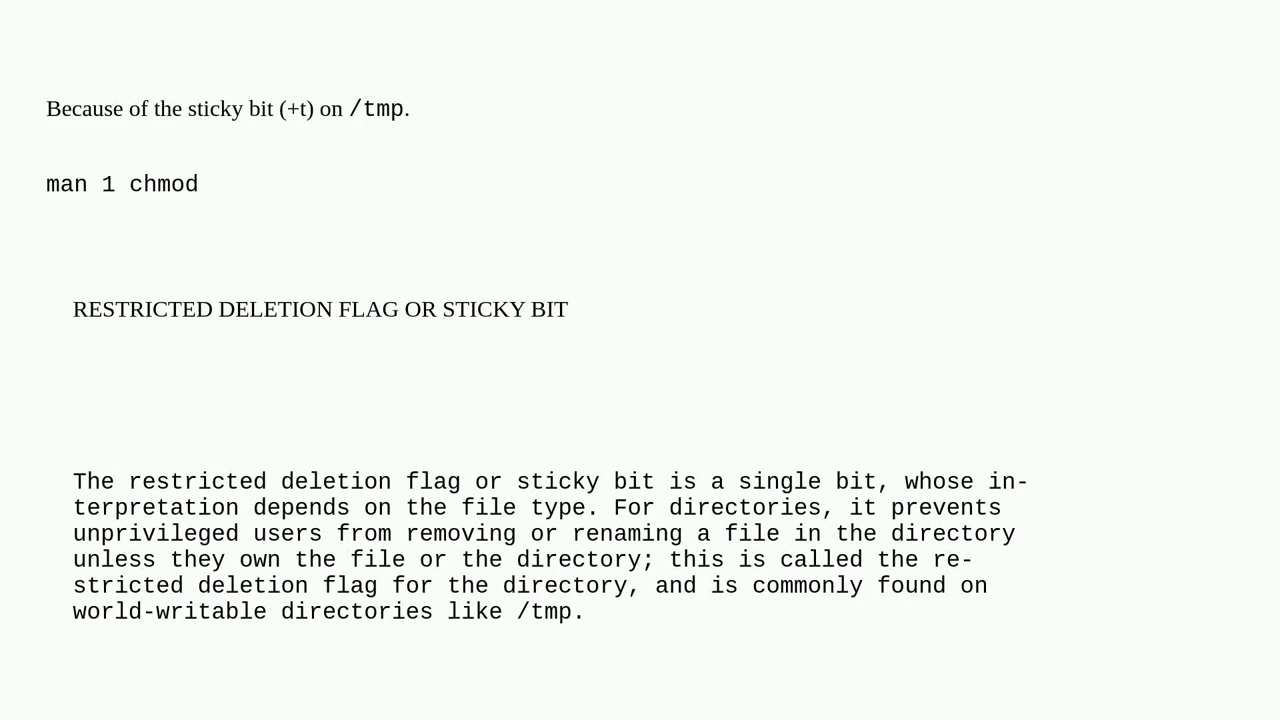 Because of the sticky bit (+t) on /tmp.
man 1 chmod
RESTRICTED DELETION FLAG OR STICKY BIT
The restricted deletion flag or sticky bit is a single bit, whose in-
terpretation depends on the file type. For directories, it prevents
unprivileged users from removing or renaming a file in the directory
unless they own the file or the directory; this is called the re-
stricted deletion flag for the directory, and is commonly found on
world-writable directories like /tmp.